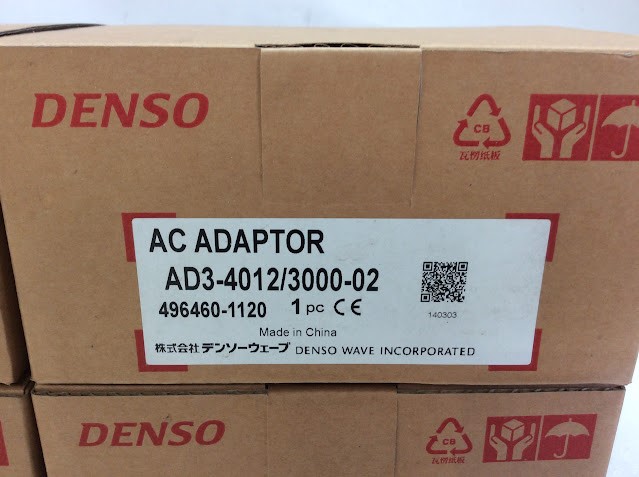 DENSO
CB
瓦楞纸板
AC ADAPTOR
AD3-4012/3000-02
496460-1120 1 pc CE
140303
Made in China
株式会社 デンソーウェーブ DENSO WAVE INCORPORATED
DENSO
CB
瓦楞纸板